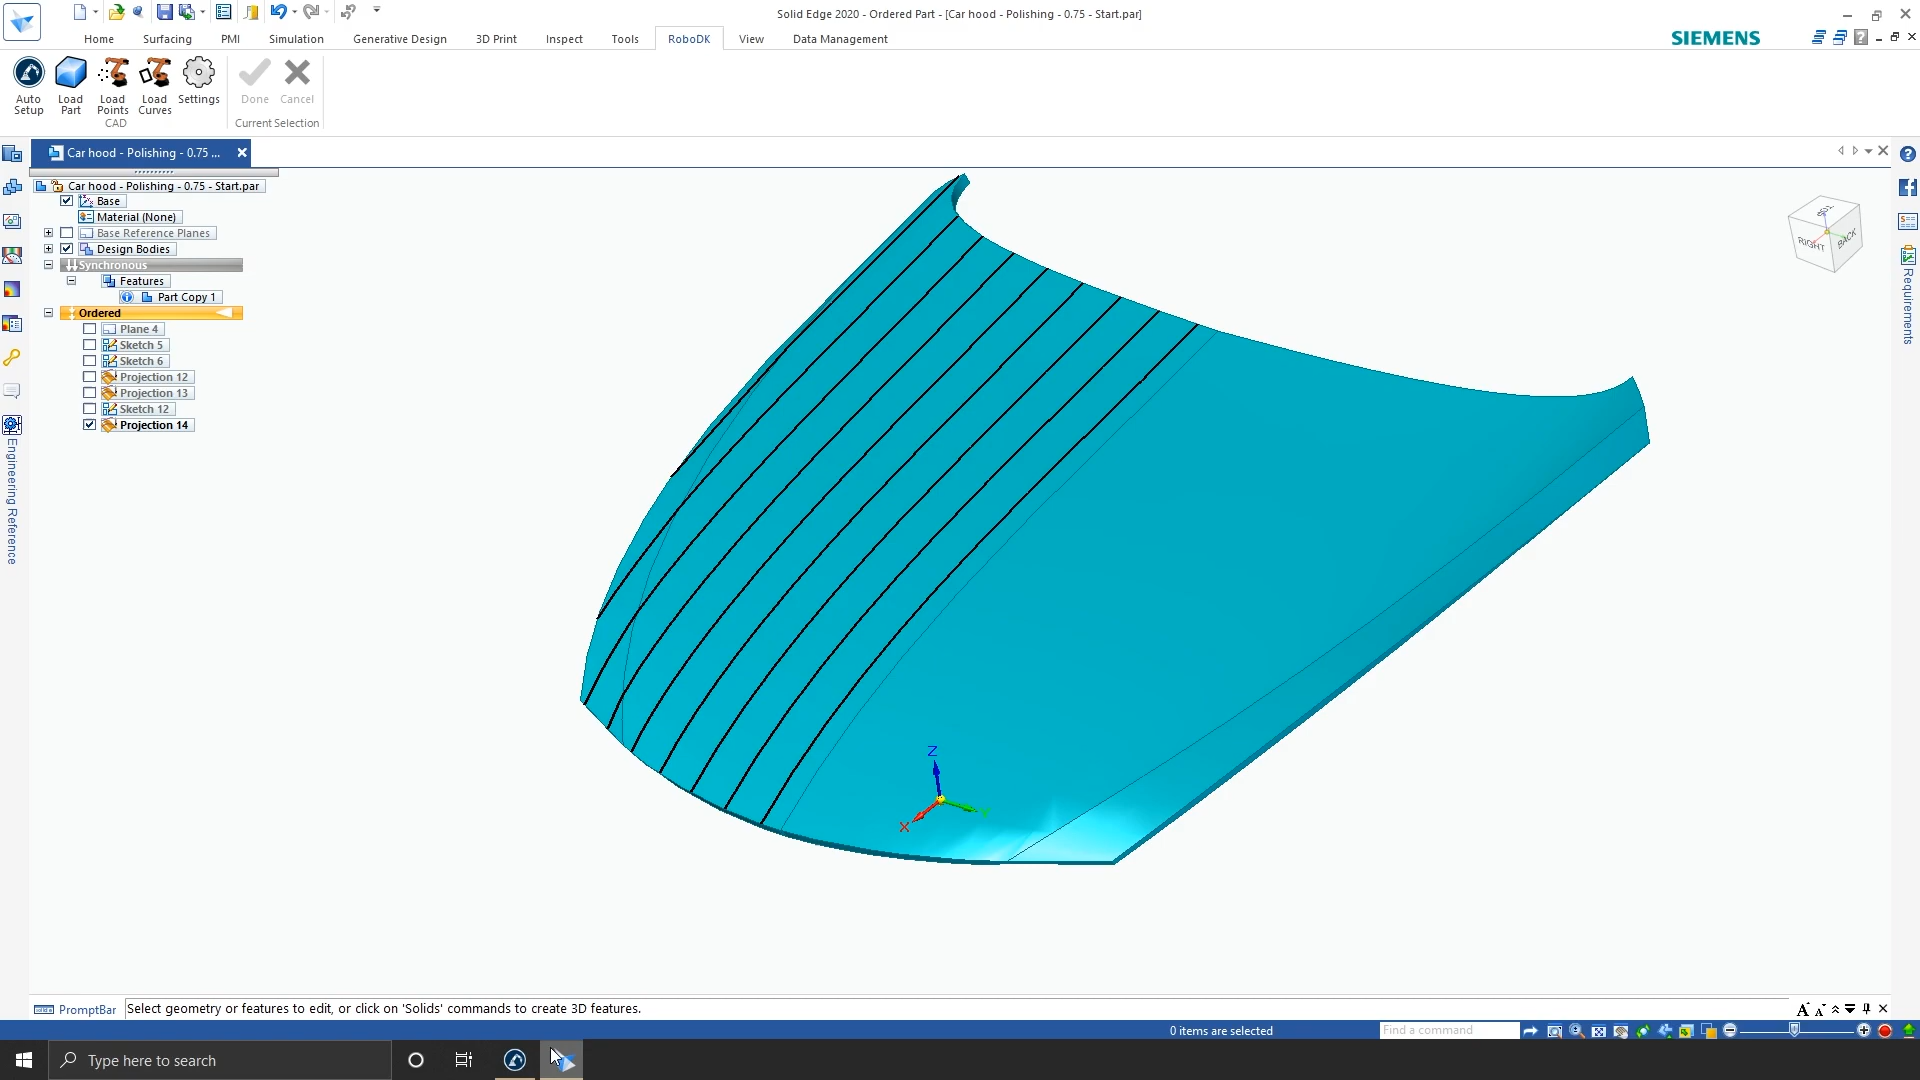 Solid Edge 2020 - Ordered Part - [Car hood - Polishing - 0.75 - Start.par]
Home Surfacing PMI Simulation Generative Design 3D Print Inspect Tools RoboDK View Data Management
SIEMENS
Auto Setup
Load Part
Load Points
Load Curves
Settings
Done
Cancel
CAD
Current Selection
Car hood - Polishing - 0.75 ...
Car hood - Polishing - 0.75 - Start.par
Base
Material (None)
Base Reference Planes
Design Bodies
Synchronous
Features
Part Copy 1
Ordered
Plane 4
Sketch 5
Sketch 6
Projection 12
Projection 13
Sketch 12
Projection 14
Engineering Reference
Requirements
TOP
RIGHT
BACK
Z
Y
X
PromptBar
Select geometry or features to edit, or click on 'Solids' commands to create 3D features.
0 items are selected
Find a command
Type here to search